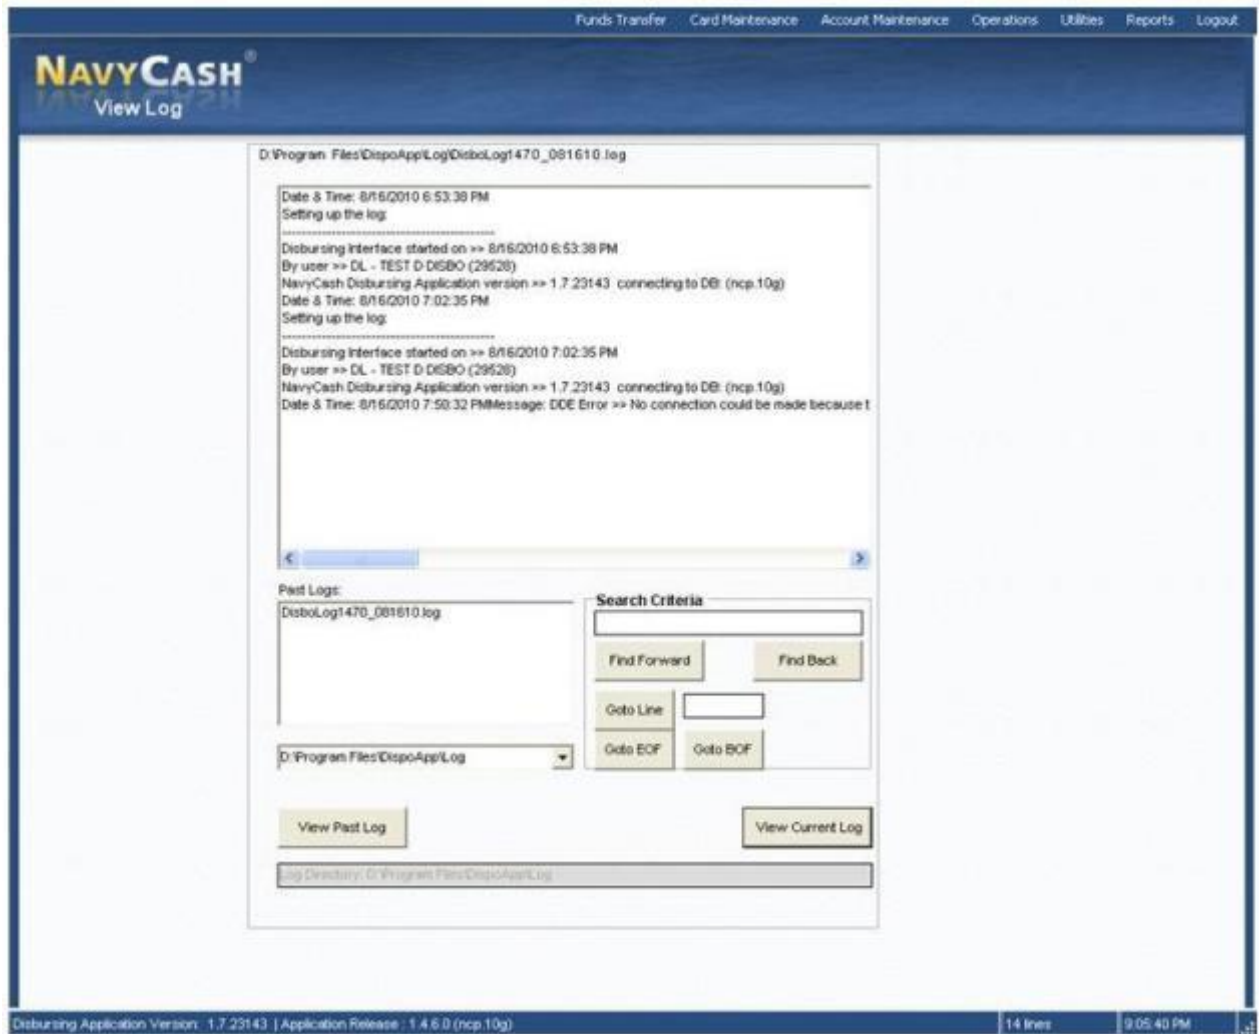 Funds Transfer Card Maintenance Account Maintenance Operations Utilities Reports Logout
NAVYCASH®
View Log
D:\Program Files\DispoApp\Log\DisboLog1470_081610.log
Date & Time: 8/16/2010 6:53:38 PM
Setting up the log:
---------------------------------------------
Disbursing Interface started on >> 8/16/2010 6:53:38 PM
By user >> DL - TEST D DISBO (29528)
NavyCash Disbursing Application version >> 1.7.23143 connecting to DB: (ncp.10g)
Date & Time: 8/16/2010 7:02:35 PM
Setting up the log:
---------------------------------------------
Disbursing Interface started on >> 8/16/2010 7:02:35 PM
By user >> DL - TEST D DISBO (29528)
NavyCash Disbursing Application version >> 1.7.23143 connecting to DB: (ncp.10g)
Date & Time: 8/16/2010 7:50:32 PMMessage: DDE Error >> No connection could be made because t
Past Logs:
DisboLog1470_081610.log
Search Criteria
Find Forward Find Back
Goto Line
Goto EOF Goto BOF
D:\Program Files\DispoApp\Log
View Past Log View Current Log
Log Directory: D:\Program Files\DispoApp\Log
Disbursing Application Version: 1.7.23143 | Application Release : 1.4.6.0 (ncp.10g) 14 lines 9:05:40 PM